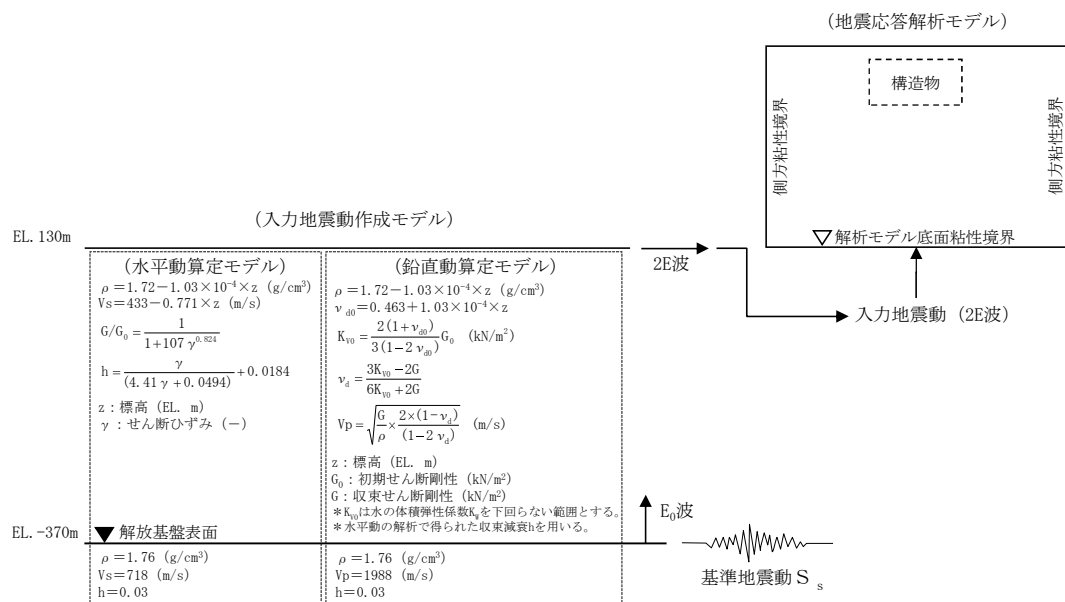 (地震応答解析モデル)
構造物
側方粘性境界
側方粘性境界
▽解析モデル底面粘性境界
入力地震動 (2E波)
2E波
(入力地震動作成モデル)
EL. 130m
(水平動算定モデル)
ρ=1.72-1.03×10⁻⁴×z (g/cm³)
Vs=433-0.771×z (m/s)
G/G₀=1/(1+107γ^0.824)
h=γ/(4.41γ+0.0494)+0.0184
z:標高 (EL. m)
γ:せん断ひずみ (-)
(鉛直動算定モデル)
ρ=1.72-1.03×10⁻⁴×z (g/cm³)
ν_d0=0.463+1.03×10⁻⁴×z
K_V0=2(1+ν_d0)/3(1-2ν_d0) G₀ (kN/m²)
ν_d=(3K_V0-2G)/(6K_V0+2G)
Vp=√(G/ρ×2×(1-ν_d)/(1-2ν_d)) (m/s)
z:標高 (EL. m)
G₀:初期せん断剛性 (kN/m²)
G:収束せん断剛性 (kN/m²)
*K_V0は水の体積弾性係数K_Wを下回らない範囲とする。
*水平動の解析で得られた収束減衰hを用いる。
EL.-370m
▼解放基盤表面
E₀波
ρ=1.76 (g/cm³)
Vs=718 (m/s)
h=0.03
ρ=1.76 (g/cm³)
Vp=1988 (m/s)
h=0.03
基準地震動Ss